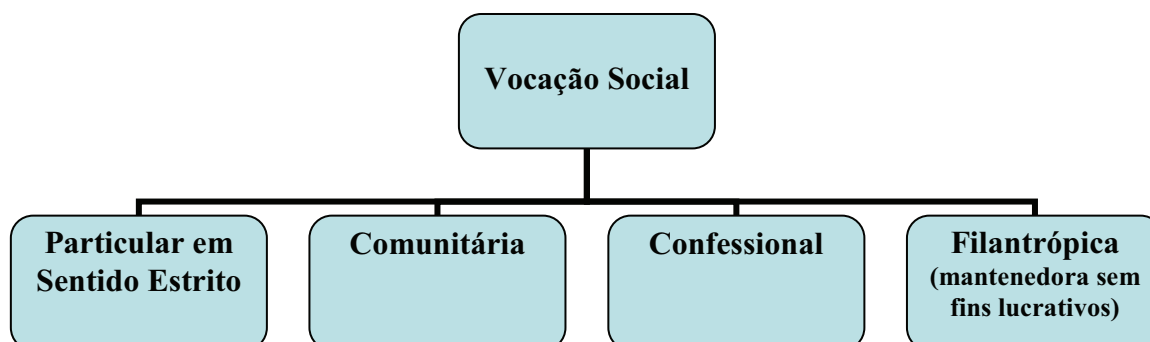 Vocação Social
Particular em
Sentido Estrito
Comunitária
Confessional
Filantrópica
(mantenedora sem
fins lucrativos)